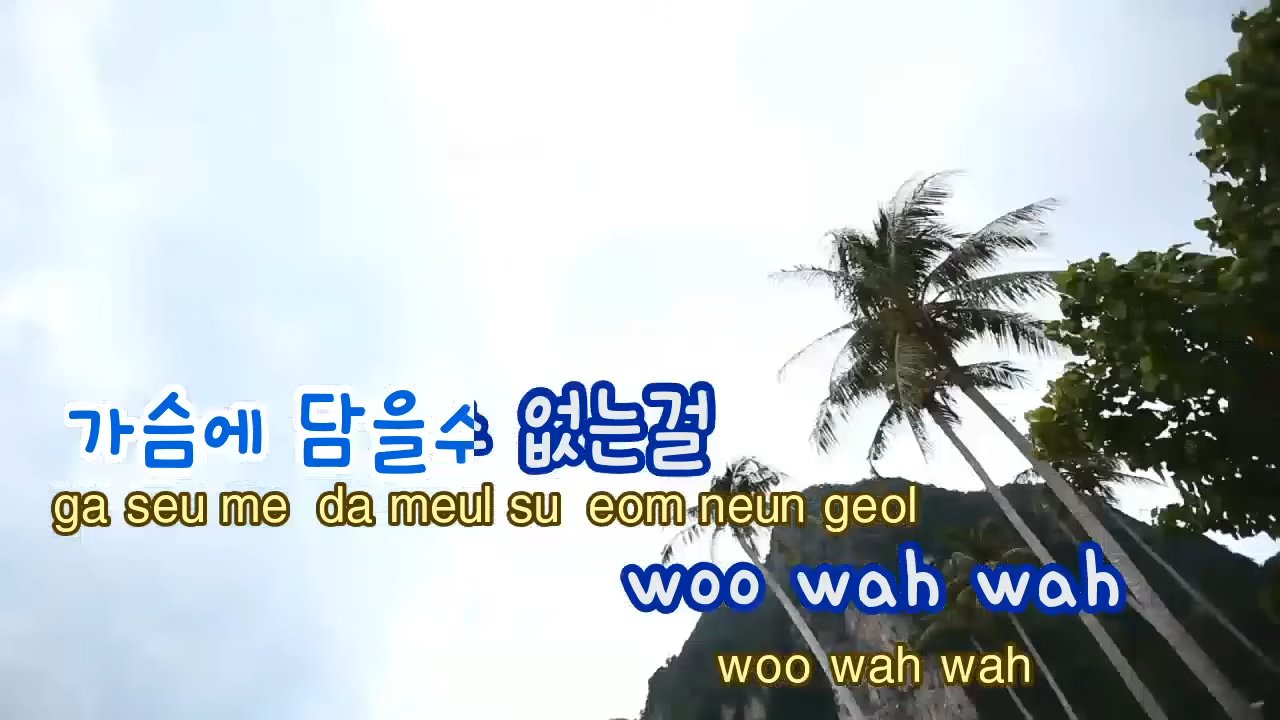 가슴에 담을수 없는걸
ga seu me da meul su eom neun geol
woo wah wah
woo wah wah